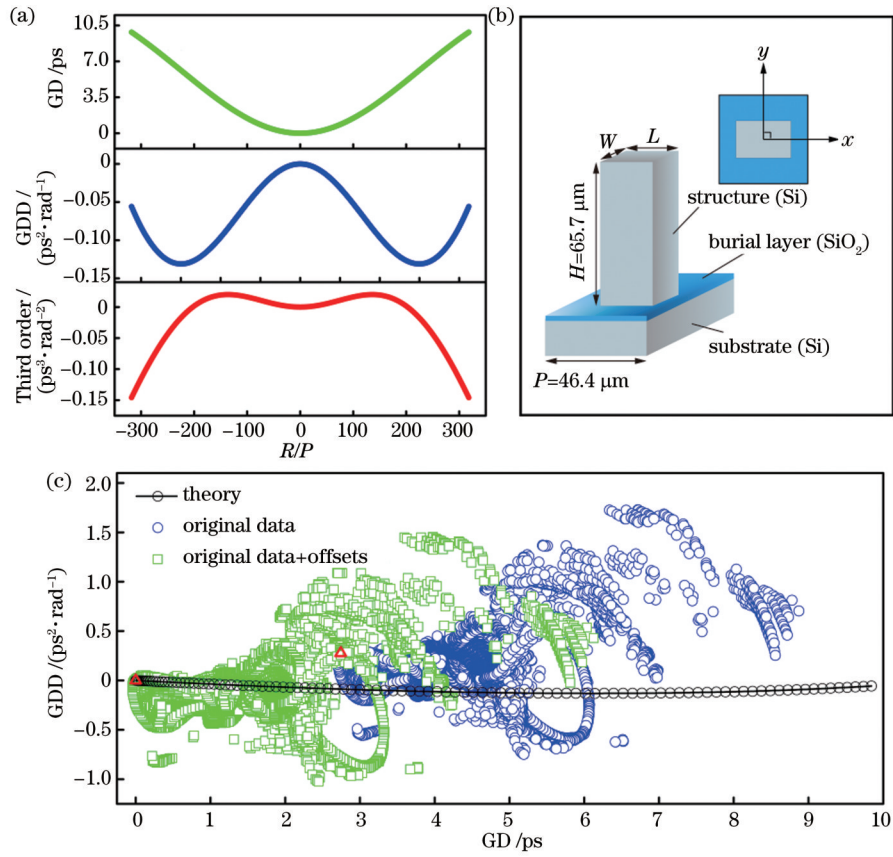 (a)
10.5
7.0
3.5
0
GD /ps
0
−0.05
−0.10
−0.15
GDD /
(ps²·rad⁻¹)
0
−0.05
−0.10
−0.15
Third order /
(ps³·rad⁻²)
−300 −200 −100 0 100 200 300
R/P
(b)
y
x
W L
H=65.7 μm
structure (Si)
burial layer (SiO₂)
substrate (Si)
P=46.4 μm
(c)
theory
original data
original data+offsets
2.0
1.5
1.0
0.5
0
−0.5
−1.0
GDD /(ps²·rad⁻¹)
0 1 2 3 4 5 6 7 8 9 10
GD /ps